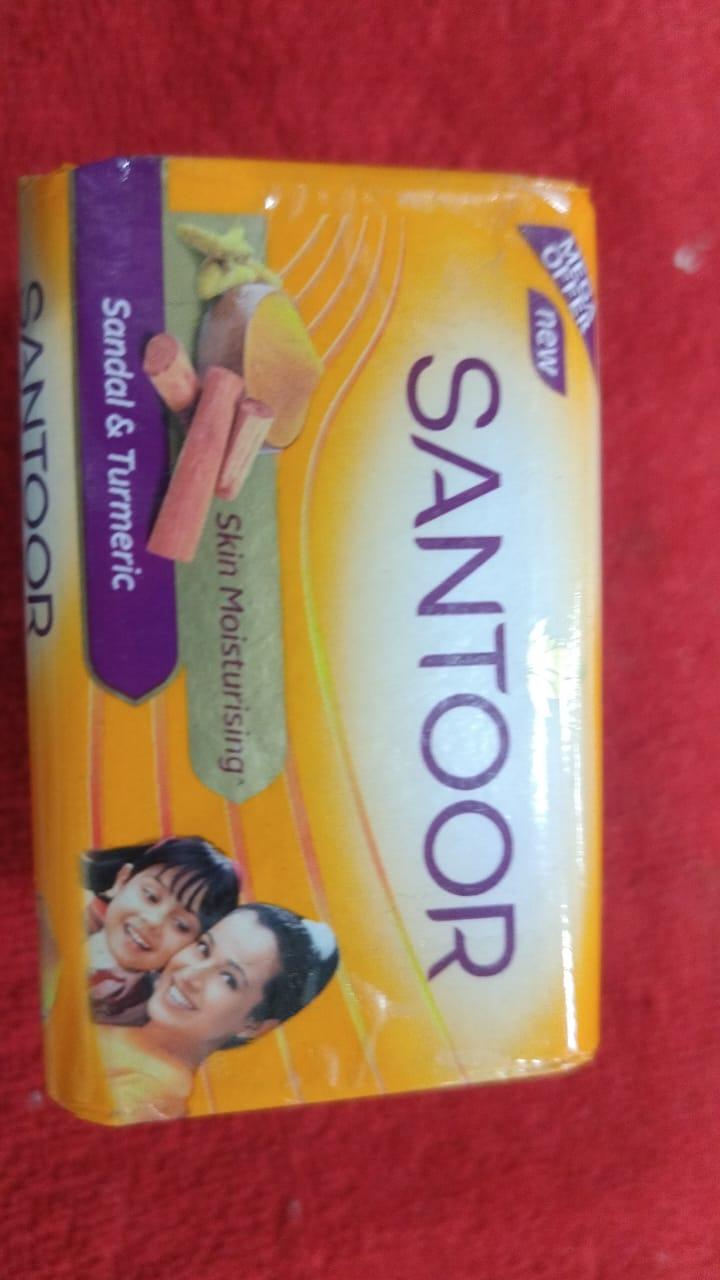 MEGA
OFFER
new
SANTOOR
Skin Moisturising^
Sandal & Turmeric
SANTOOR